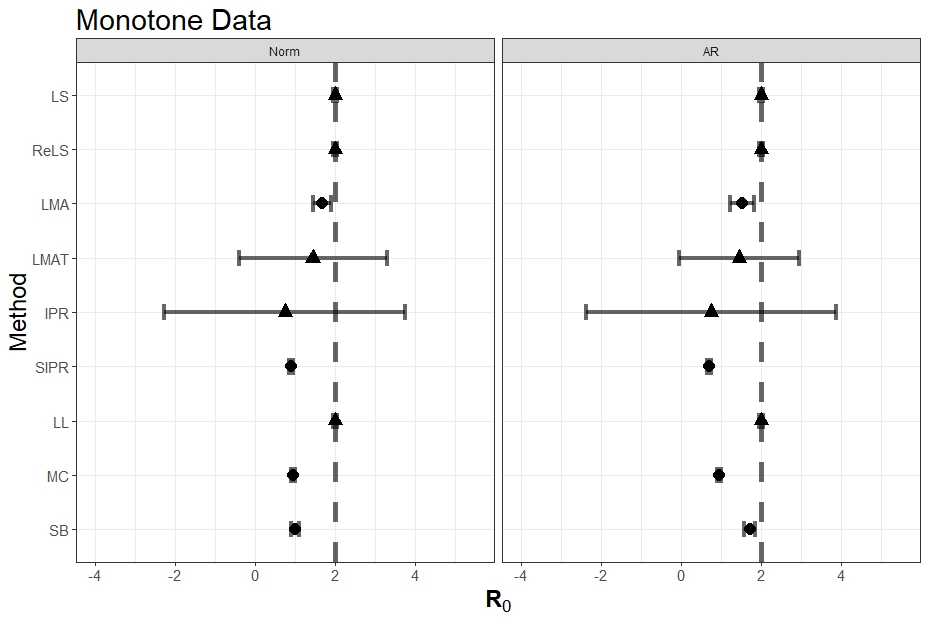 Monotone Data
Norm
AR
LS
ReLS
LMA
LMAT
IPR
SIPR
LL
MC
SB
Method
-4 -2 0 2 4
-4 -2 0 2 4
R0